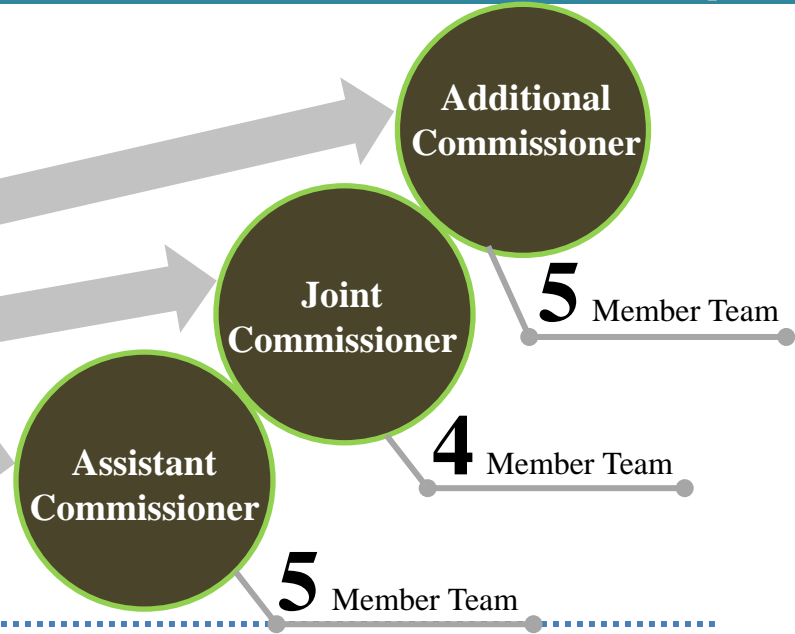 Additional
Commissioner
5 Member Team
Joint
Commissioner
4 Member Team
Assistant
Commissioner
5 Member Team